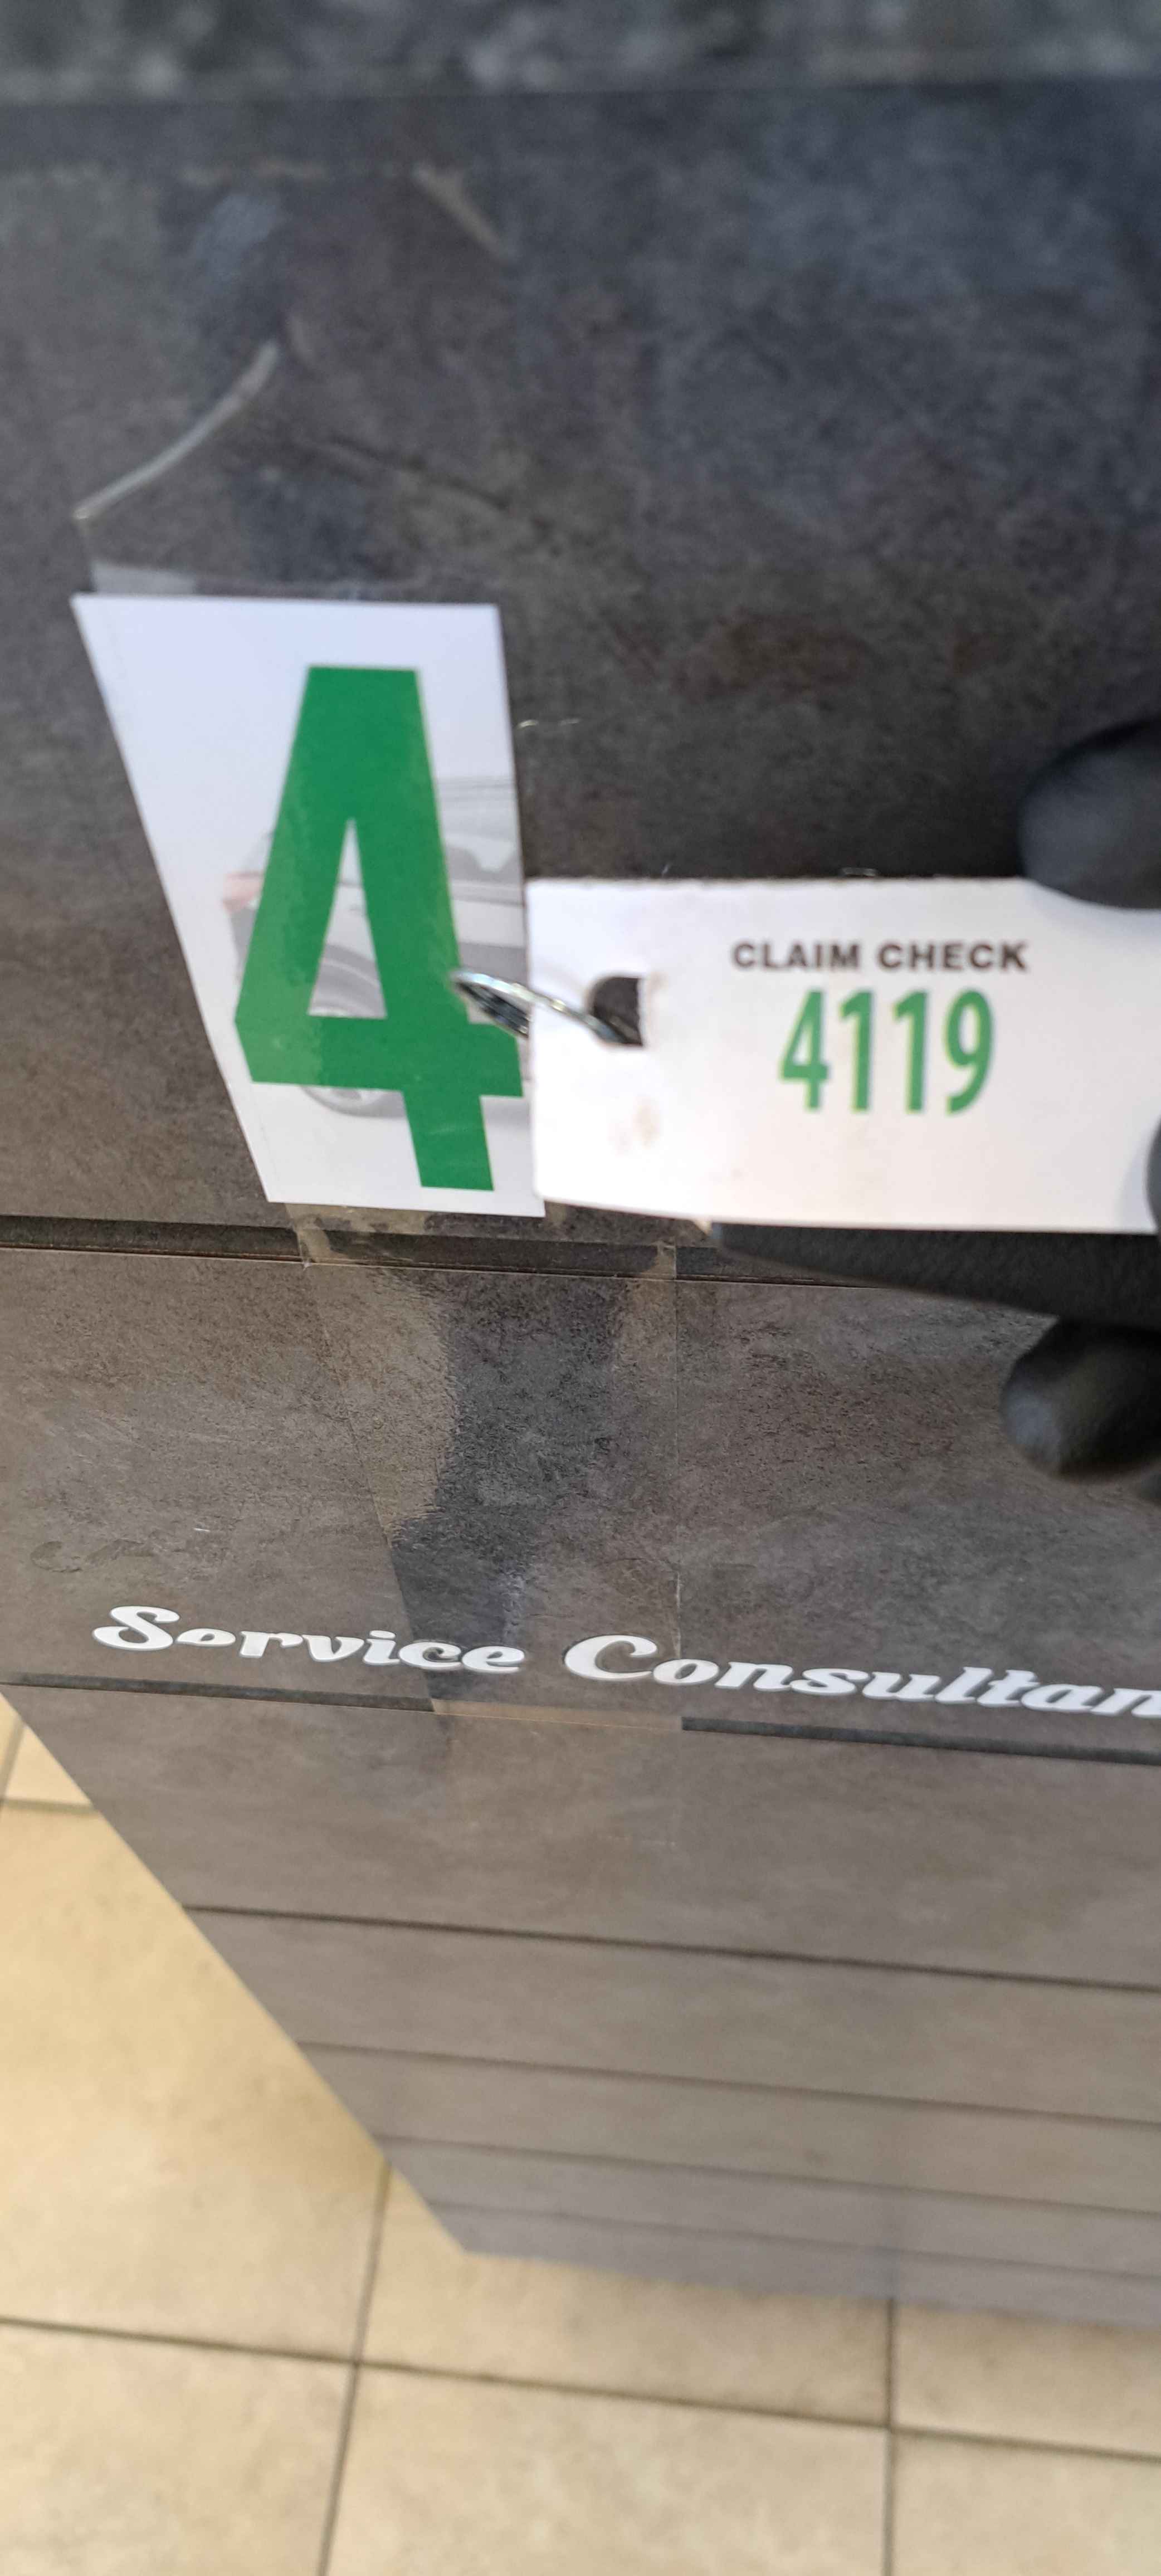 4
CLAIM CHECK
4119
Service Consultan